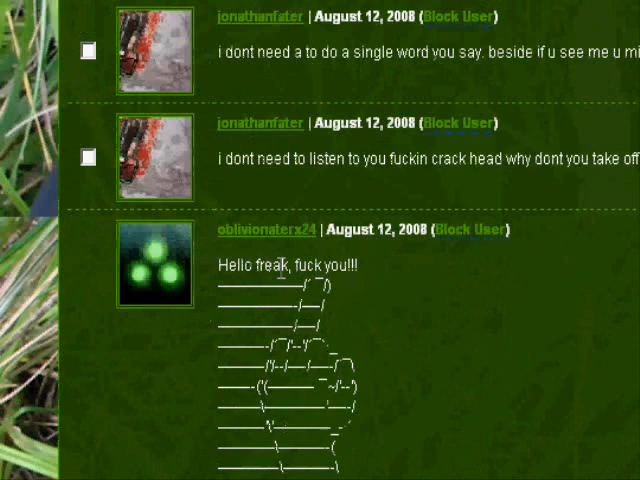 jonathanfater | August 12, 2008 (Block User)
i dont need a to do a single word you say. beside if u see me u mi
jonathanfater | August 12, 2008 (Block User)
i dont need to listen to you fuckin crack head why dont you take off
oblivionaterx24 | August 12, 2008 (Block User)
Hello freak, fuck you!!!